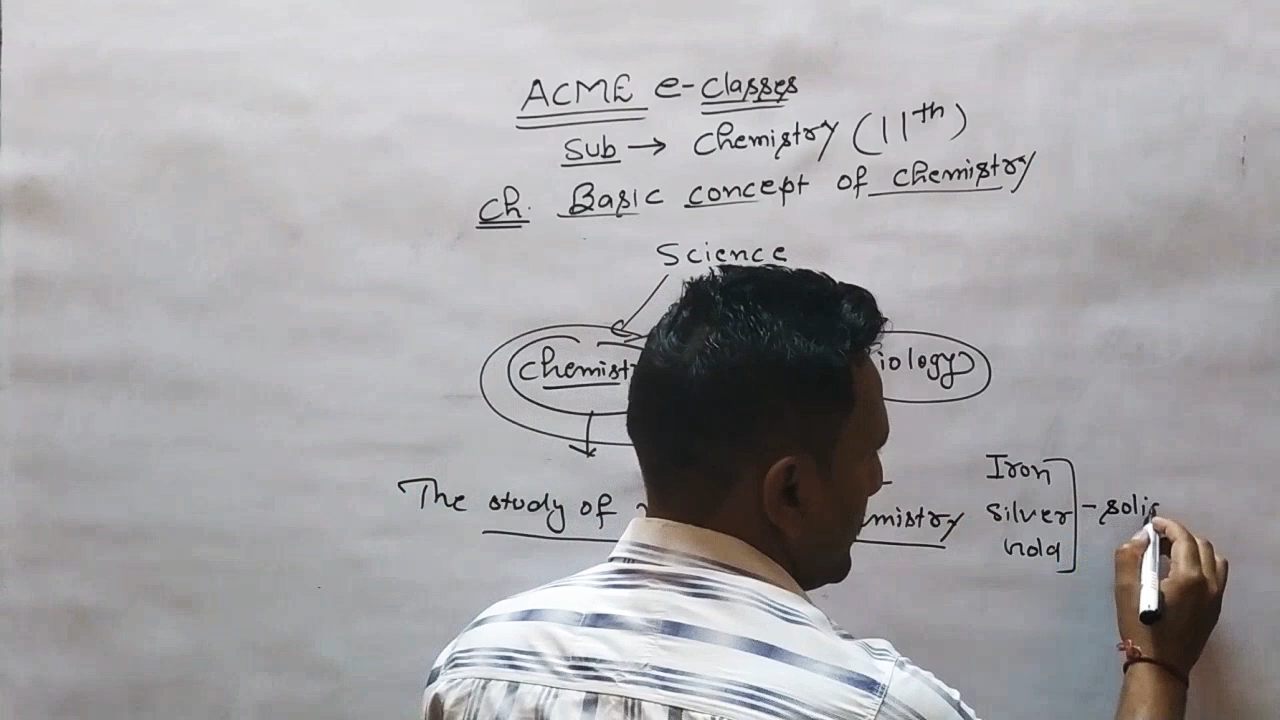 ACME e-classes
Sub → chemistry (11th)
Ch. Basic concept of chemistry
Science
chemist
iology
The study of
mistry
Iron
silver
Gold
- soli